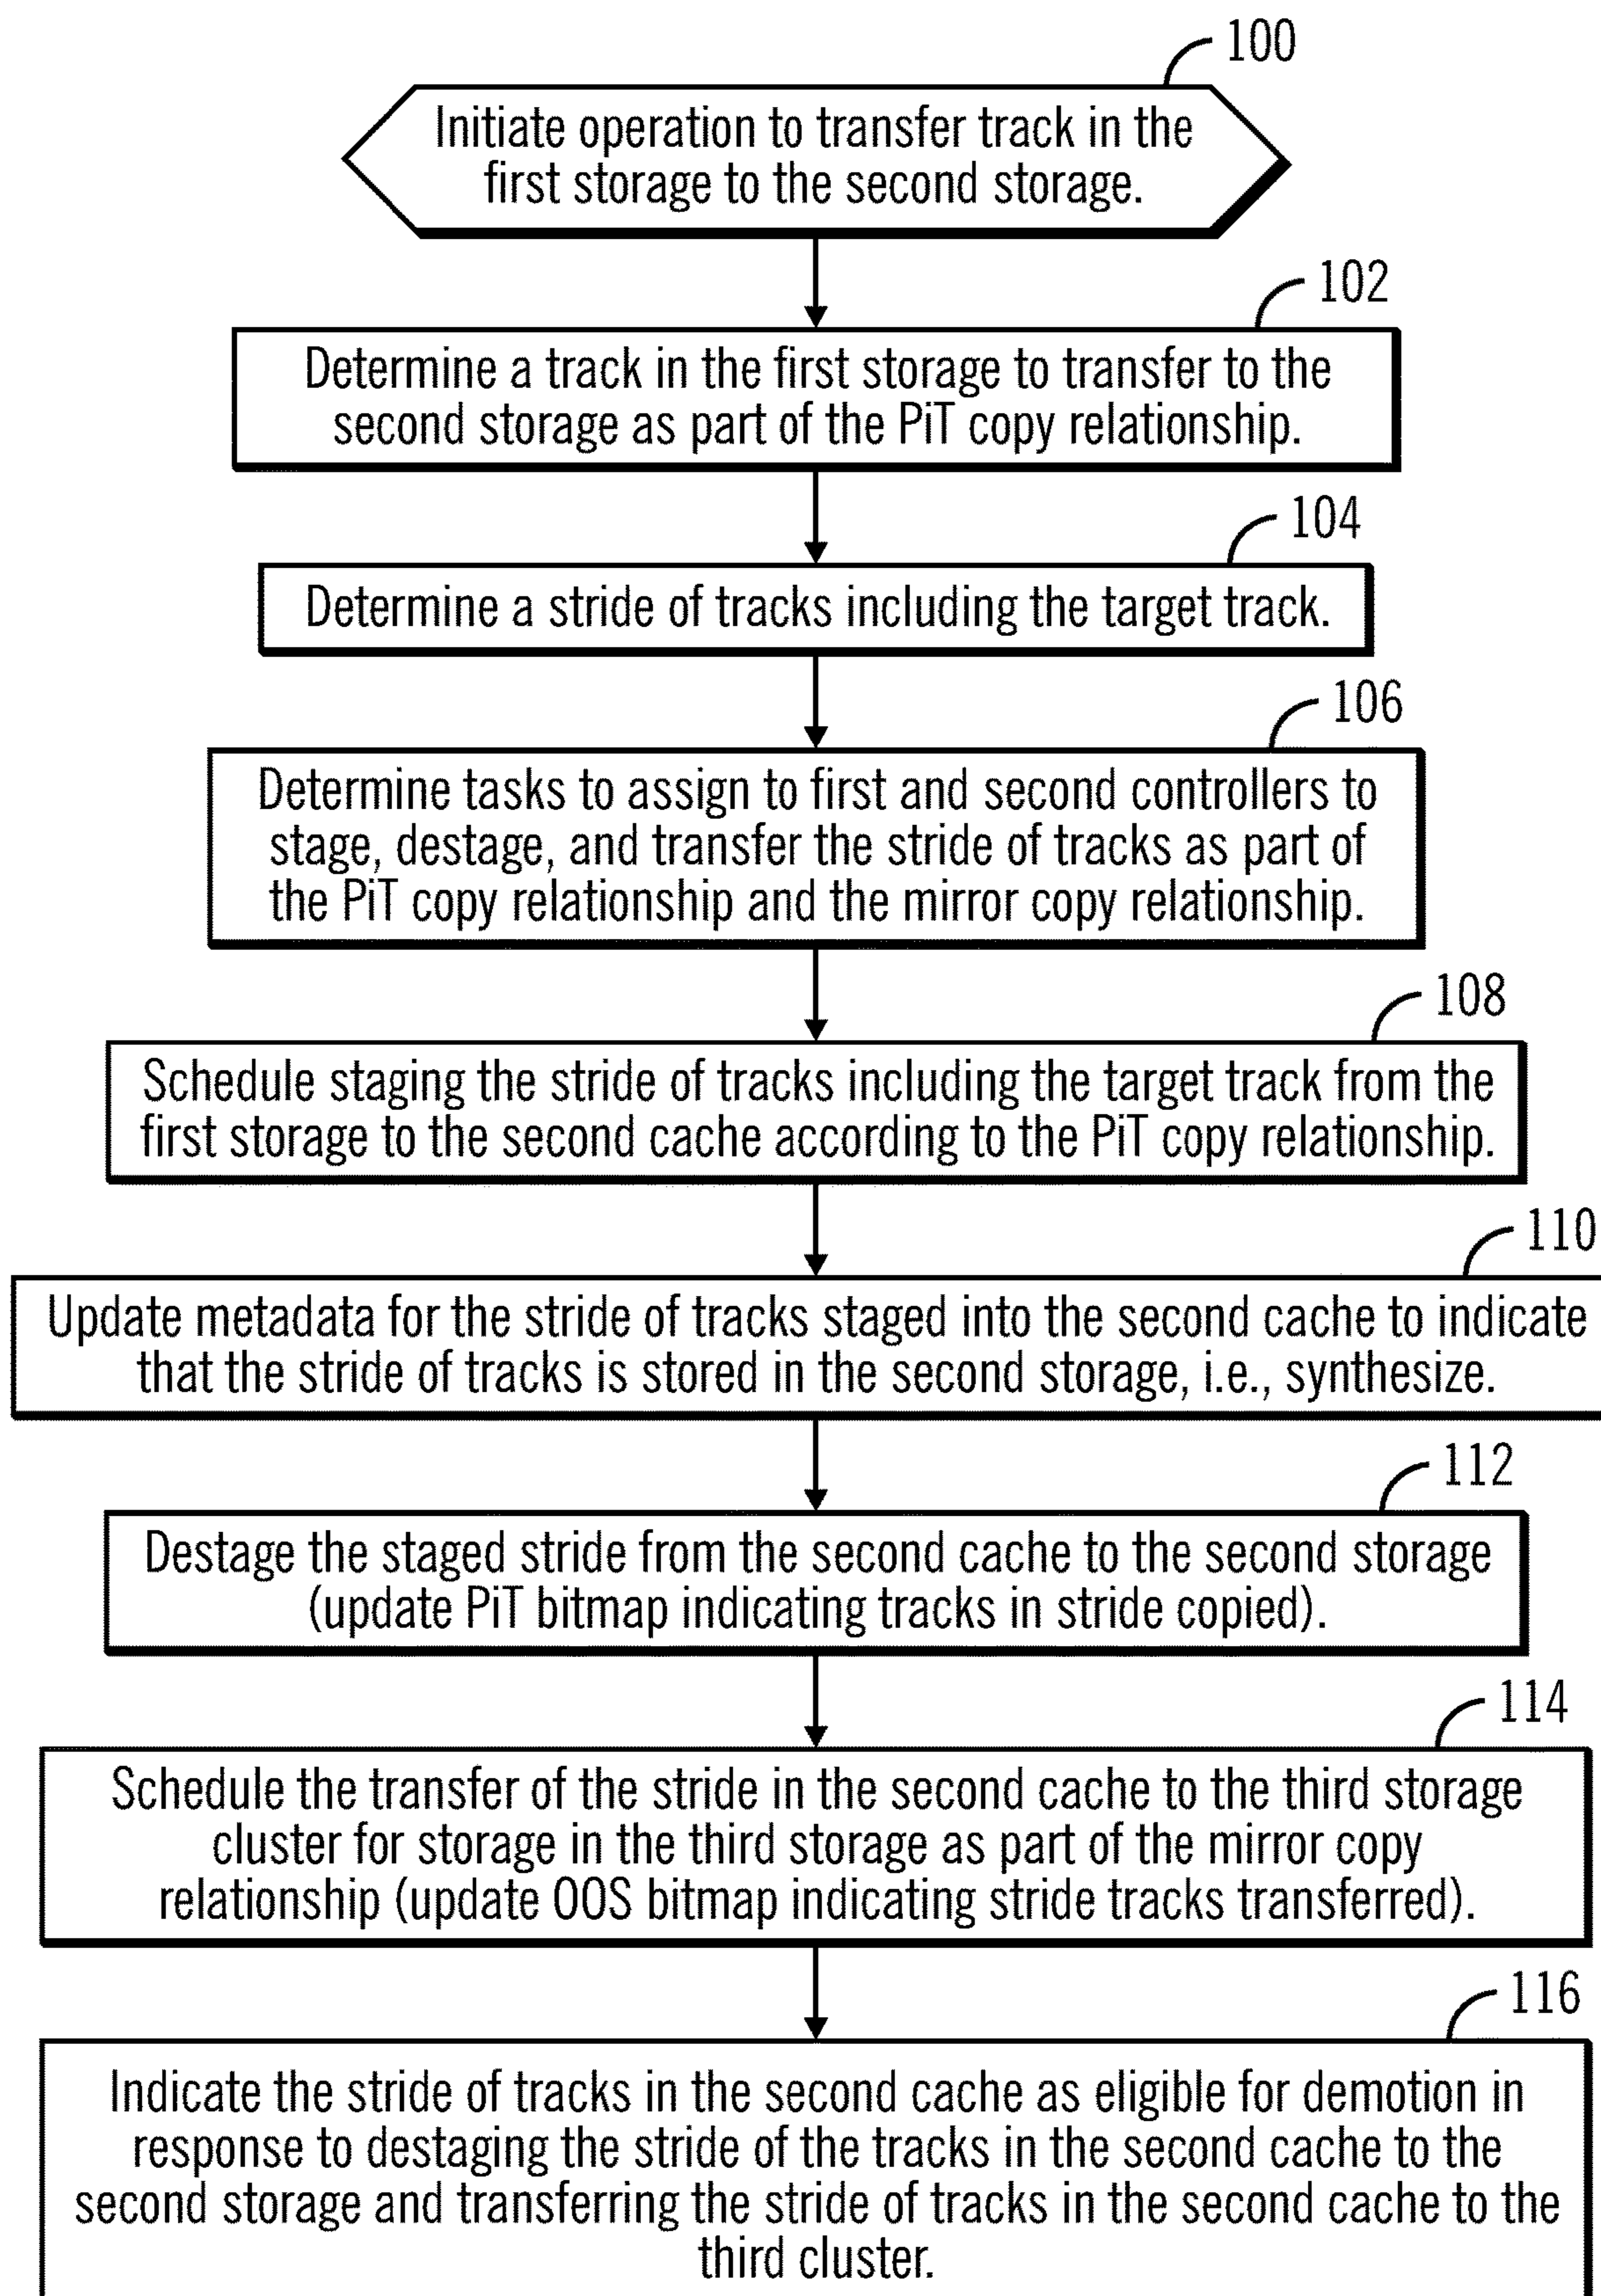 100
Initiate operation to transfer track in the
first storage to the second storage.
102
Determine a track in the first storage to transfer to the
second storage as part of the PiT copy relationship.
104
Determine a stride of tracks including the target track.
106
Determine tasks to assign to first and second controllers to
stage, destage, and transfer the stride of tracks as part of
the PiT copy relationship and the mirror copy relationship.
108
Schedule staging the stride of tracks including the target track from the
first storage to the second cache according to the PiT copy relationship.
110
Update metadata for the stride of tracks staged into the second cache to indicate
that the stride of tracks is stored in the second storage, i.e., synthesize.
112
Destage the staged stride from the second cache to the second storage
(update PiT bitmap indicating tracks in stride copied).
114
Schedule the transfer of the stride in the second cache to the third storage
cluster for storage in the third storage as part of the mirror copy
relationship (update OOS bitmap indicating stride tracks transferred).
116
Indicate the stride of tracks in the second cache as eligible for demotion in
response to destaging the stride of the tracks in the second cache to the
second storage and transferring the stride of tracks in the second cache to the
third cluster.